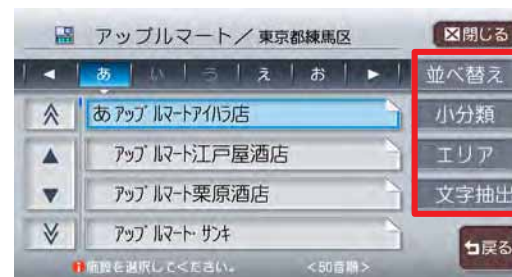 アップルマート／東京都練馬区
閉じる
あ い う え お
並べ替え
あ アップルマートアイハラ店
小分類
アップルマート江戸屋酒店
エリア
アップルマート栗原酒店
文字抽出
アップルマート・サンキ
戻る
施設を選択してください。 <50音順>